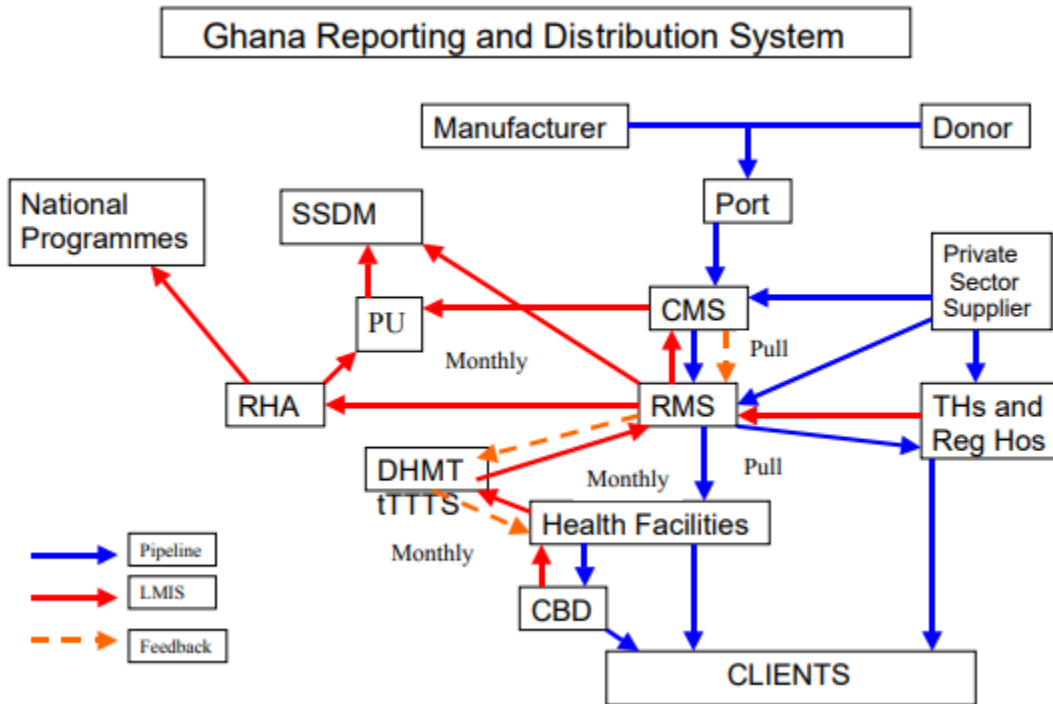 Ghana Reporting and Distribution System
Manufacturer
Donor
Port
National
Programmes
SSDM
Private
Sector
Supplier
PU
CMS
Monthly
Pull
RHA
RMS
THs and
Reg Hos
DHMT
tTTTS
Monthly
Pull
Health Facilities
Monthly
Pipeline
LMIS
Feedback
CBD
CLIENTS